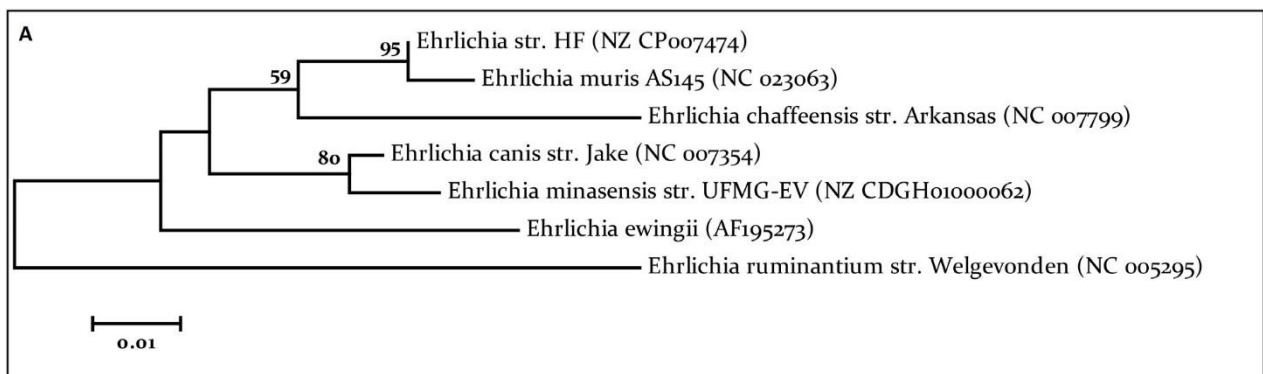 A
Ehrlichia str. HF (NZ CP007474)
95
Ehrlichia muris AS145 (NC 023063)
59
Ehrlichia chaffeensis str. Arkansas (NC 007799)
Ehrlichia canis str. Jake (NC 007354)
80
Ehrlichia minasensis str. UFMG-EV (NZ CDGH01000062)
Ehrlichia ewingii (AF195273)
Ehrlichia ruminantium str. Welgevonden (NC 005295)
0.01